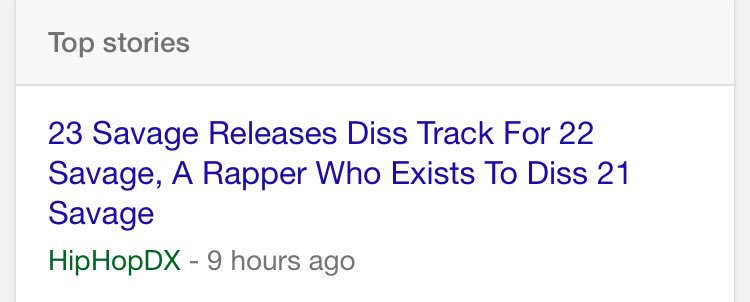 Top stories
23 Savage Releases Diss Track For 22
Savage, A Rapper Who Exists To Diss 21
Savage
HipHopDX - 9 hours ago